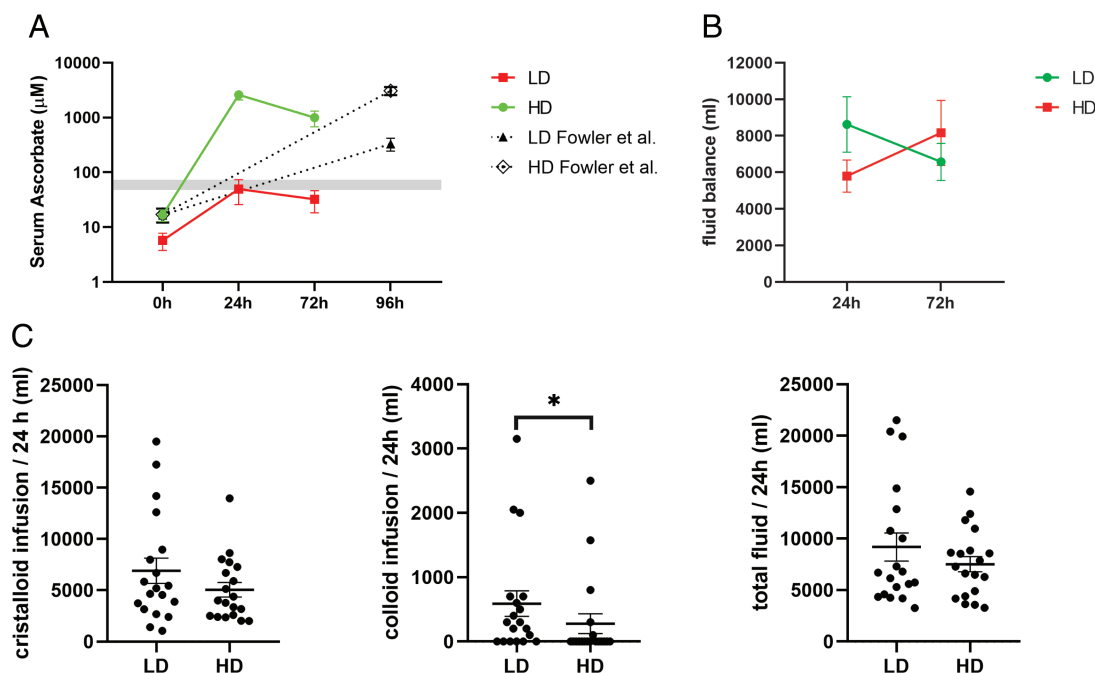 A
Serum Ascorbate (µM)
10000
1000
100
10
1
0h 24h 72h 96h
LD
HD
LD Fowler et al.
HD Fowler et al.
B
fluid balance (ml)
12000
10000
8000
6000
4000
2000
0
24h 72h
LD
HD
C
cristalloid infusion / 24 h (ml)
25000
20000
15000
10000
5000
0
LD HD
colloid infusion / 24h (ml)
4000
3000
2000
1000
0
*
LD HD
total fluid / 24h (ml)
25000
20000
15000
10000
5000
0
LD HD